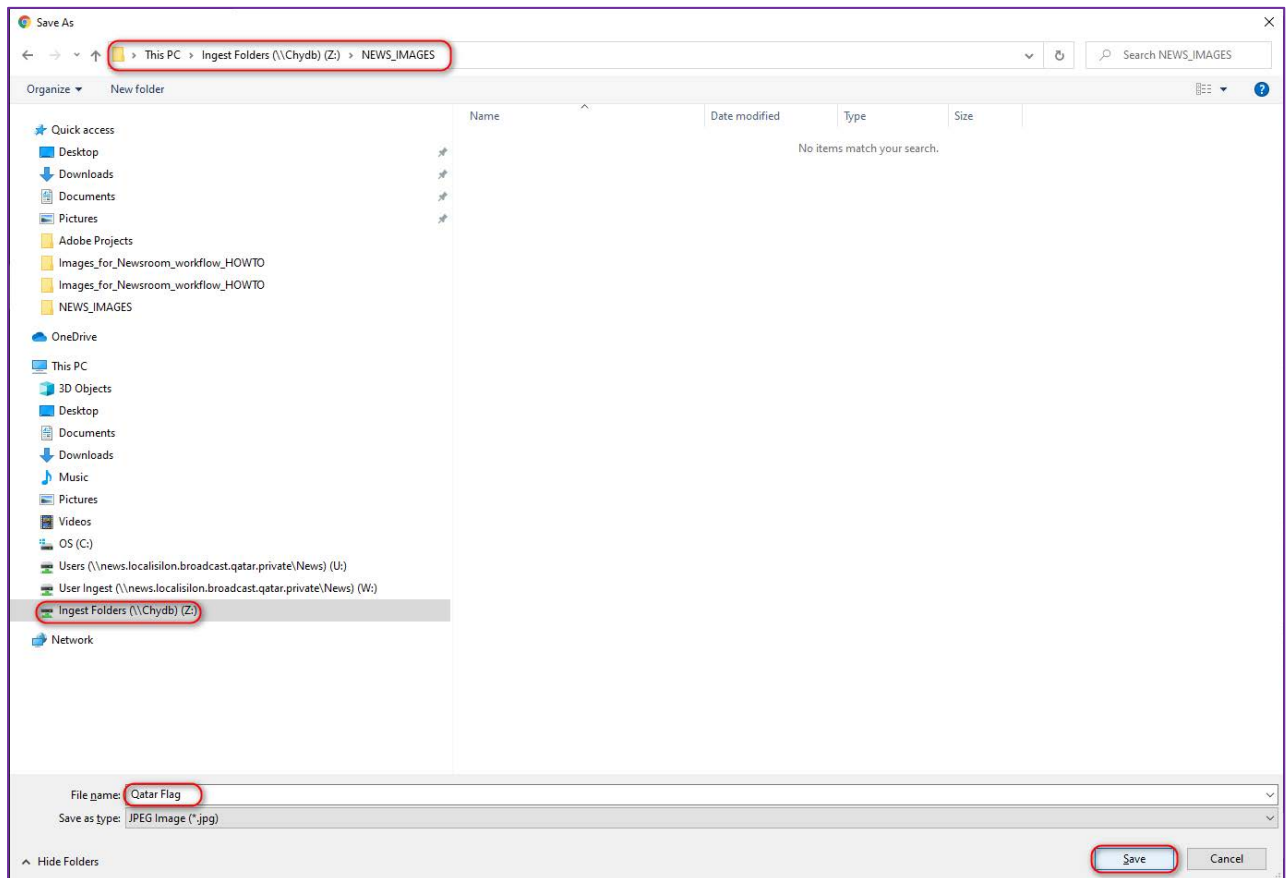 Save As
This PC > Ingest Folders (\\Chydb) (Z:) > NEWS_IMAGES
Search NEWS_IMAGES
Organize
New folder
Name
Date modified
Type
Size
No items match your search.
Quick access
Desktop
Downloads
Documents
Pictures
Adobe Projects
Images_for_Newsroom_workflow_HOWTO
Images_for_Newsroom_workflow_HOWTO
NEWS_IMAGES
OneDrive
This PC
3D Objects
Desktop
Documents
Downloads
Music
Pictures
Videos
OS (C:)
Users (\\news.localisilon.broadcast.qatar.private\News) (U:)
User Ingest (\\news.localisilon.broadcast.qatar.private\News) (W:)
Ingest Folders (\\Chydb) (Z:)
Network
File name: Qatar Flag
Save as type: JPEG Image (*.jpg)
Hide Folders
Save
Cancel